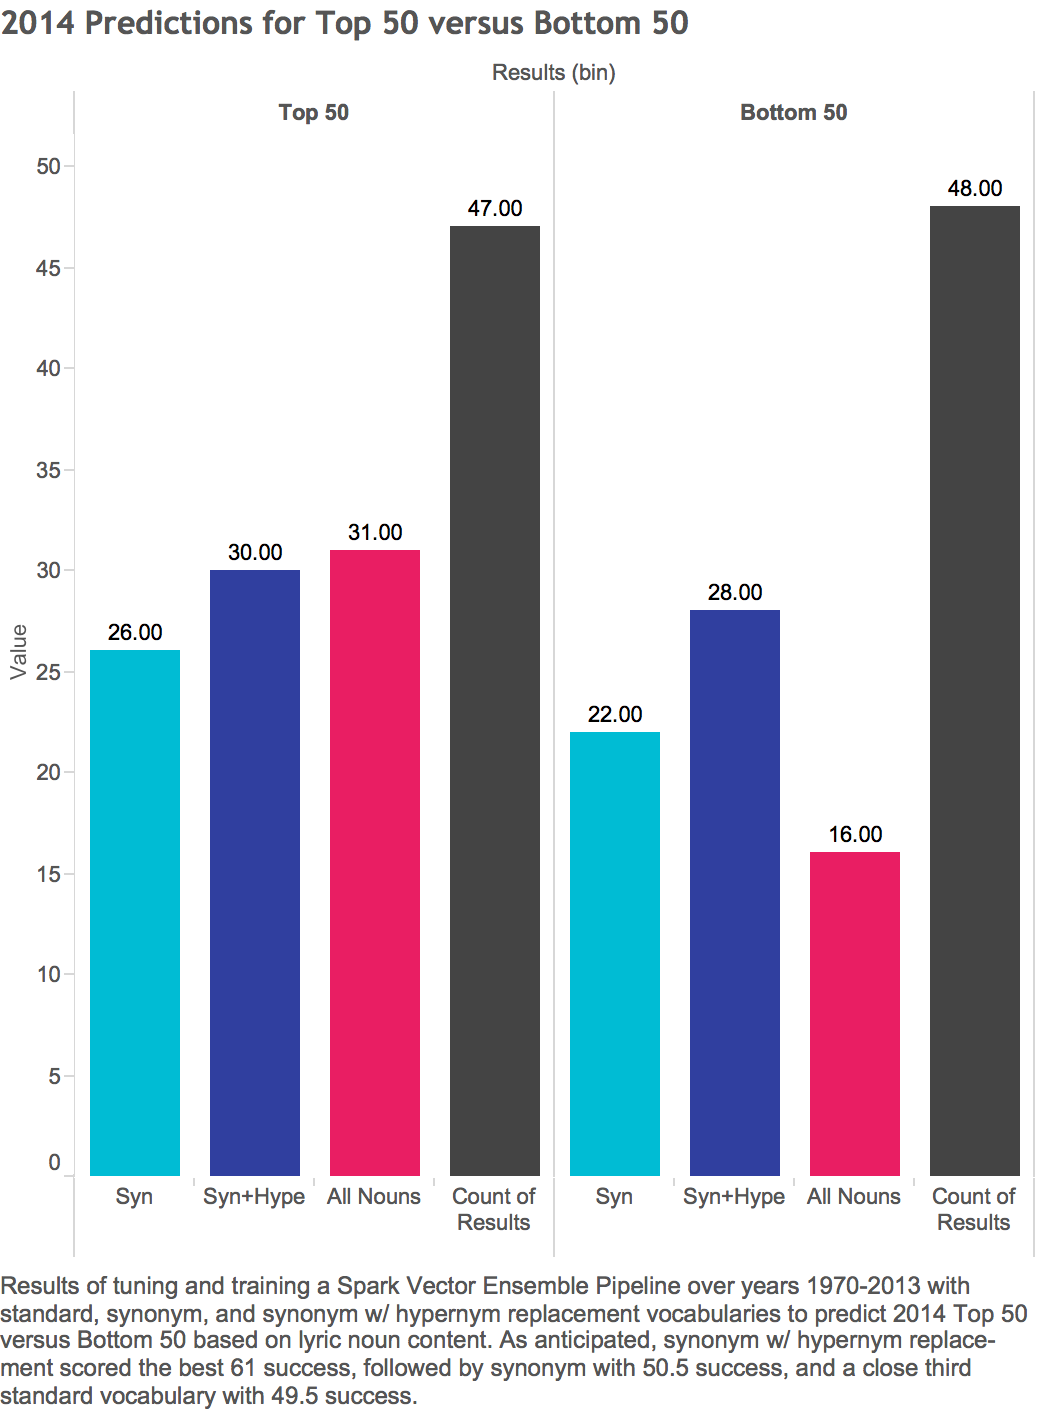 2014 Predictions for Top 50 versus Bottom 50
Results (bin)
Top 50
Bottom 50
Value
50
45
40
35
30
25
20
15
10
5
0
26.00
30.00
31.00
47.00
22.00
28.00
16.00
48.00
Syn
Syn+Hype
All Nouns
Count of
Results
Syn
Syn+Hype
All Nouns
Count of
Results
Results of tuning and training a Spark Vector Ensemble Pipeline over years 1970-2013 with
standard, synonym, and synonym w/ hypernym replacement vocabularies to predict 2014 Top 50
versus Bottom 50 based on lyric noun content. As anticipated, synonym w/ hypernym replace-
ment scored the best 61 success, followed by synonym with 50.5 success, and a close third
standard vocabulary with 49.5 success.